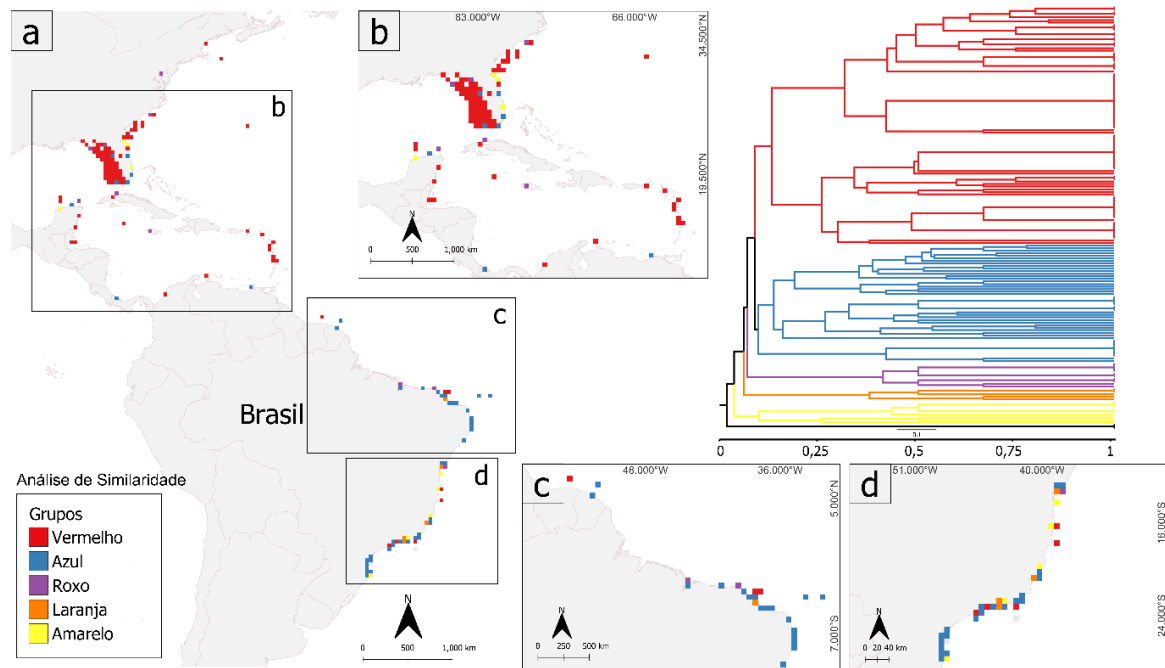 a
b
c
d
Brasil
N
0
500
1,000 km
Análise de Similaridade
Grupos
Vermelho
Azul
Roxo
Laranja
Amarelo
b
83.000°W
66.000°W
34.500°N
19.500°N
N
0
500
1,000 km
0
0,25
0,5
0,75
1
c
48.000°W
36.000°W
5.000°N
7.000°S
N
0
250
500 km
d
51.000°W
40.000°W
16.000°S
24.000°S
N
0
20
40 km